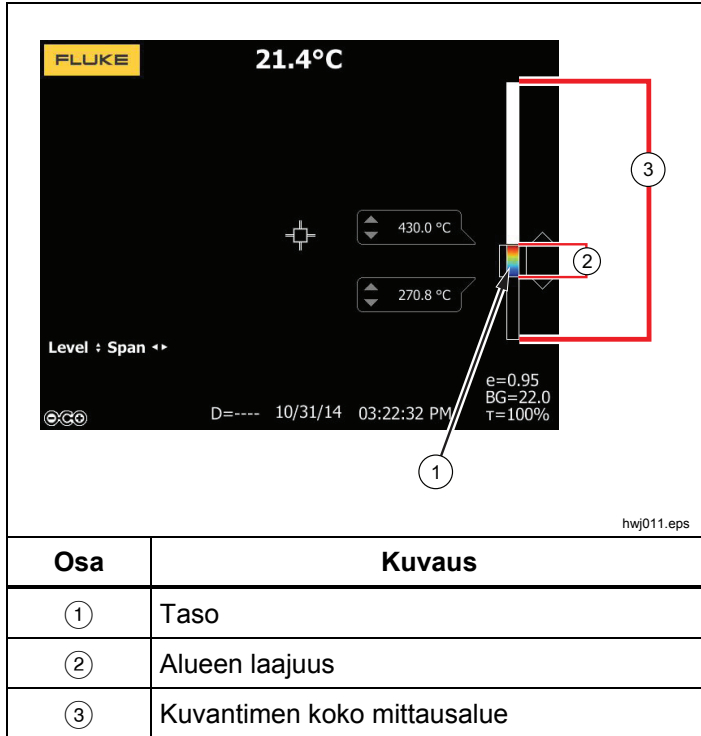 FLUKE
21.4°C
3
430.0 °C
2
270.8 °C
Level Span
e=0.95
BG=22.0
D=---- 10/31/14 03:22:32 PM τ=100%
1
hwj011.eps
Osa Kuvaus
1 Taso
2 Alueen laajuus
3 Kuvantimen koko mittausalue